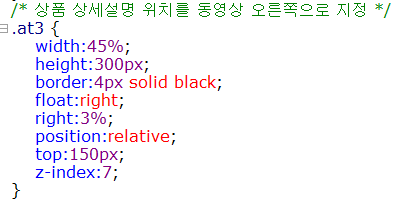 /* 상품 상세설명 위치를 동영상 오른쪽으로 지정 */
.at3 {
width:45%;
height:300px;
border:4px solid black;
float:right;
right:3%;
position:relative;
top:150px;
z-index:7;
}